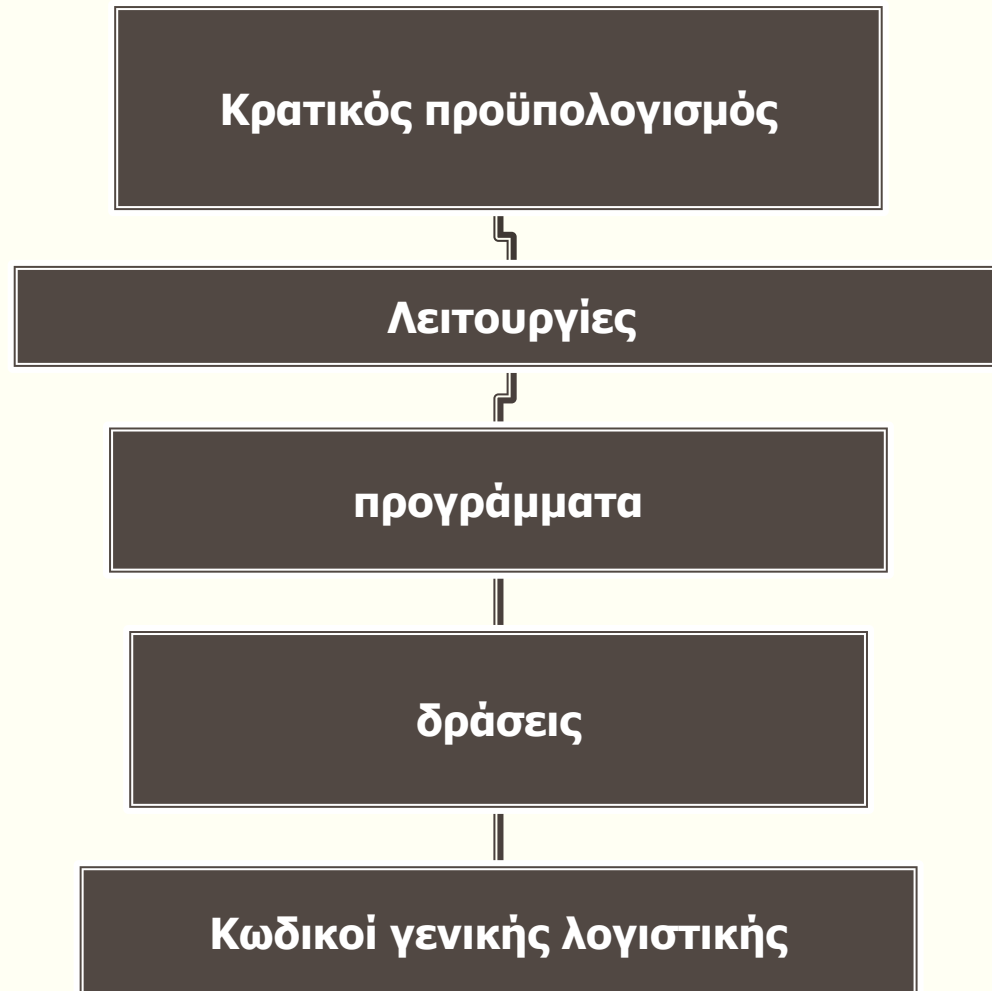 Κρατικός προϋπολογισμός
Λειτουργίες
προγράμματα
δράσεις
Κωδικοί γενικής λογιστικής